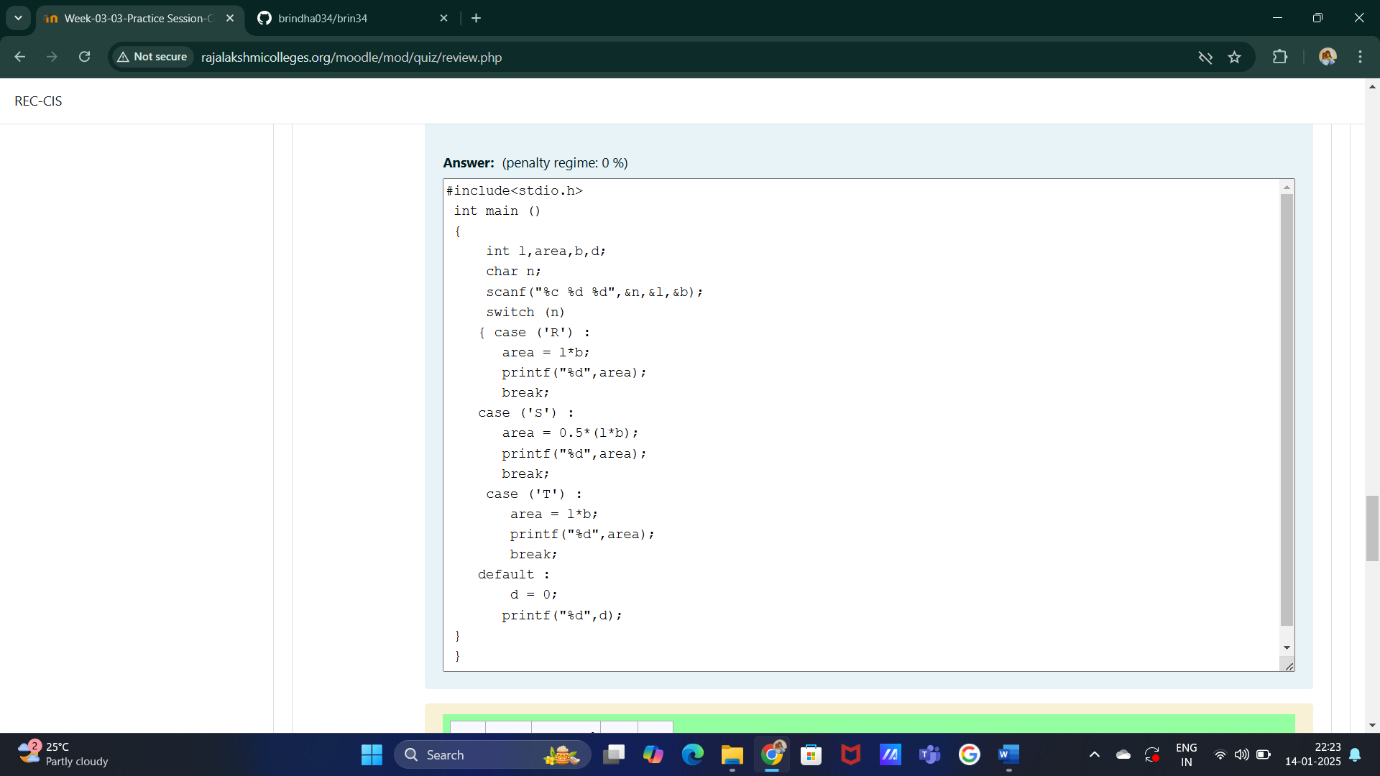 Week-03-03-Practice Session-C
brindha034/brin34
Not secure
rajalakshmicolleges.org/moodle/mod/quiz/review.php
REC-CIS
Answer: (penalty regime: 0 %)
#include<stdio.h>
int main ()
{
int l,area,b,d;
char n;
scanf("%c %d %d",&n,&l,&b);
switch (n)
{ case ('R') :
area = l*b;
printf("%d",area);
break;
case ('S') :
area = 0.5*(l*b);
printf("%d",area);
break;
case ('T') :
area = l*b;
printf("%d",area);
break;
default :
d = 0;
printf("%d",d);
}
}
2
25°C
Partly cloudy
Search
ENG
IN
22:23
14-01-2025